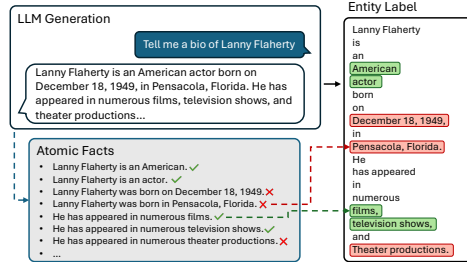 LLM Generation
Tell me a bio of Lanny Flaherty
Lanny Flaherty is an American actor born on
December 18, 1949, in Pensacola, Florida. He has
appeared in numerous films, television shows, and
theater productions...
Atomic Facts
• Lanny Flaherty is an American. ✓
• Lanny Flaherty is an actor. ✓
• Lanny Flaherty was born on December 18, 1949. ✗
• Lanny Flaherty was born in Pensacola, Florida. ✗
• He has appeared in numerous films. ✓
• He has appeared in numerous television shows. ✓
• He has appeared in numerous theater productions. ✗
• ...
Entity Label
Lanny Flaherty
is
an
American
actor
born
on
December 18, 1949,
in
Pensacola, Florida.
He
has appeared
in
numerous
films,
television shows,
and
Theater productions.